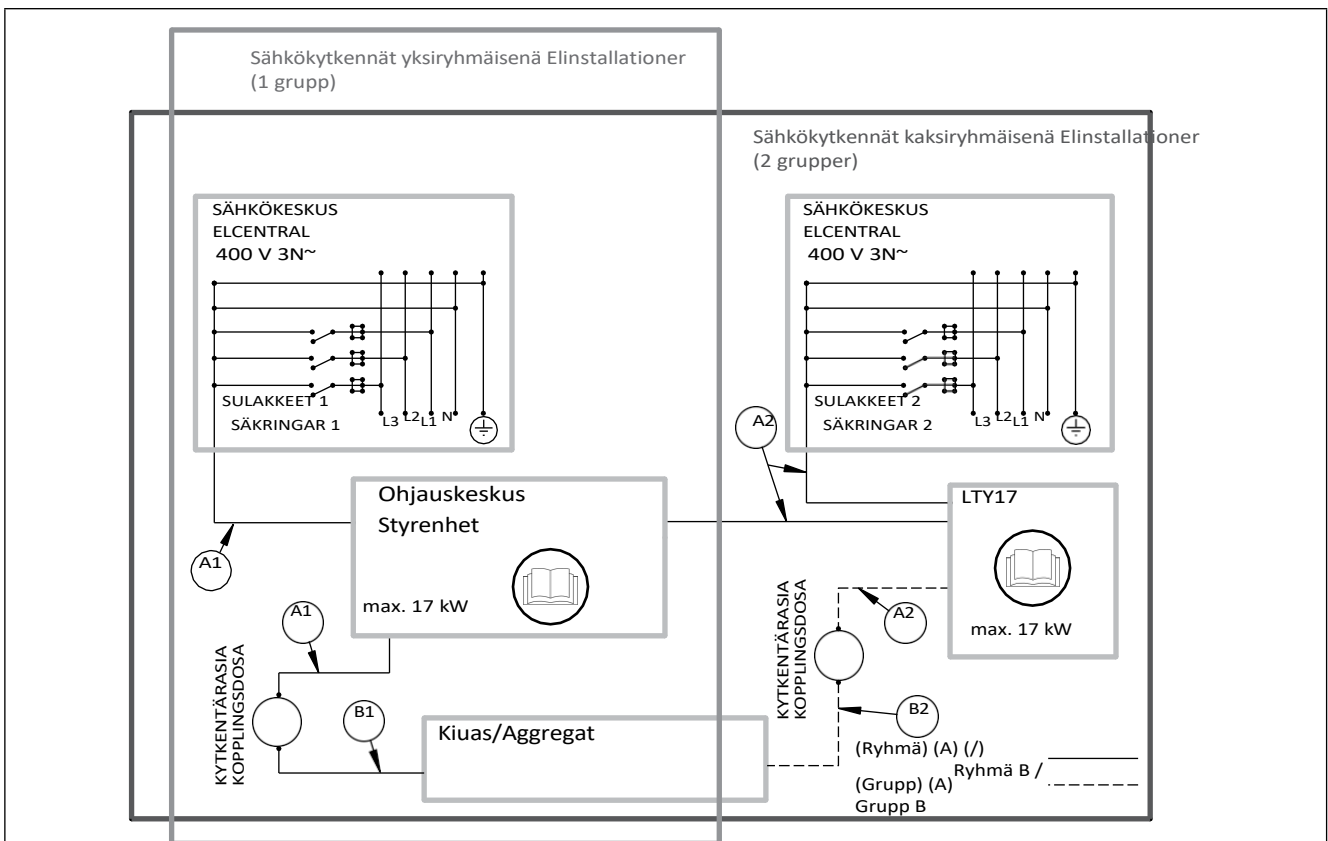 Sähkökytkennät yksiryhmäisenä Elinstallationer
(1 grupp)
Sähkökytkennät kaksiryhmäisenä Elinstallationer
(2 grupper)
SÄHKÖKESKUS
ELCENTRAL
400 V 3N~
SULAKKEET 1
SÄKRINGAR 1
L3 L2 L1 N
SÄHKÖKESKUS
ELCENTRAL
400 V 3N~
SULAKKEET 2
SÄKRINGAR 2
L3 L2 L1 N
A2
A1
Ohjauskeskus
Styrenhet
max. 17 kW
LTY17
max. 17 kW
A1
A2
KYTKENTÄRASIA
KOPPLINGSDOSA
KYTKENTÄRASIA
KOPPLINGSDOSA
B1
B2
Kiuas/Aggregat
(Ryhmä) (A) (/)
Ryhmä B /
(Grupp) (A)
Grupp B